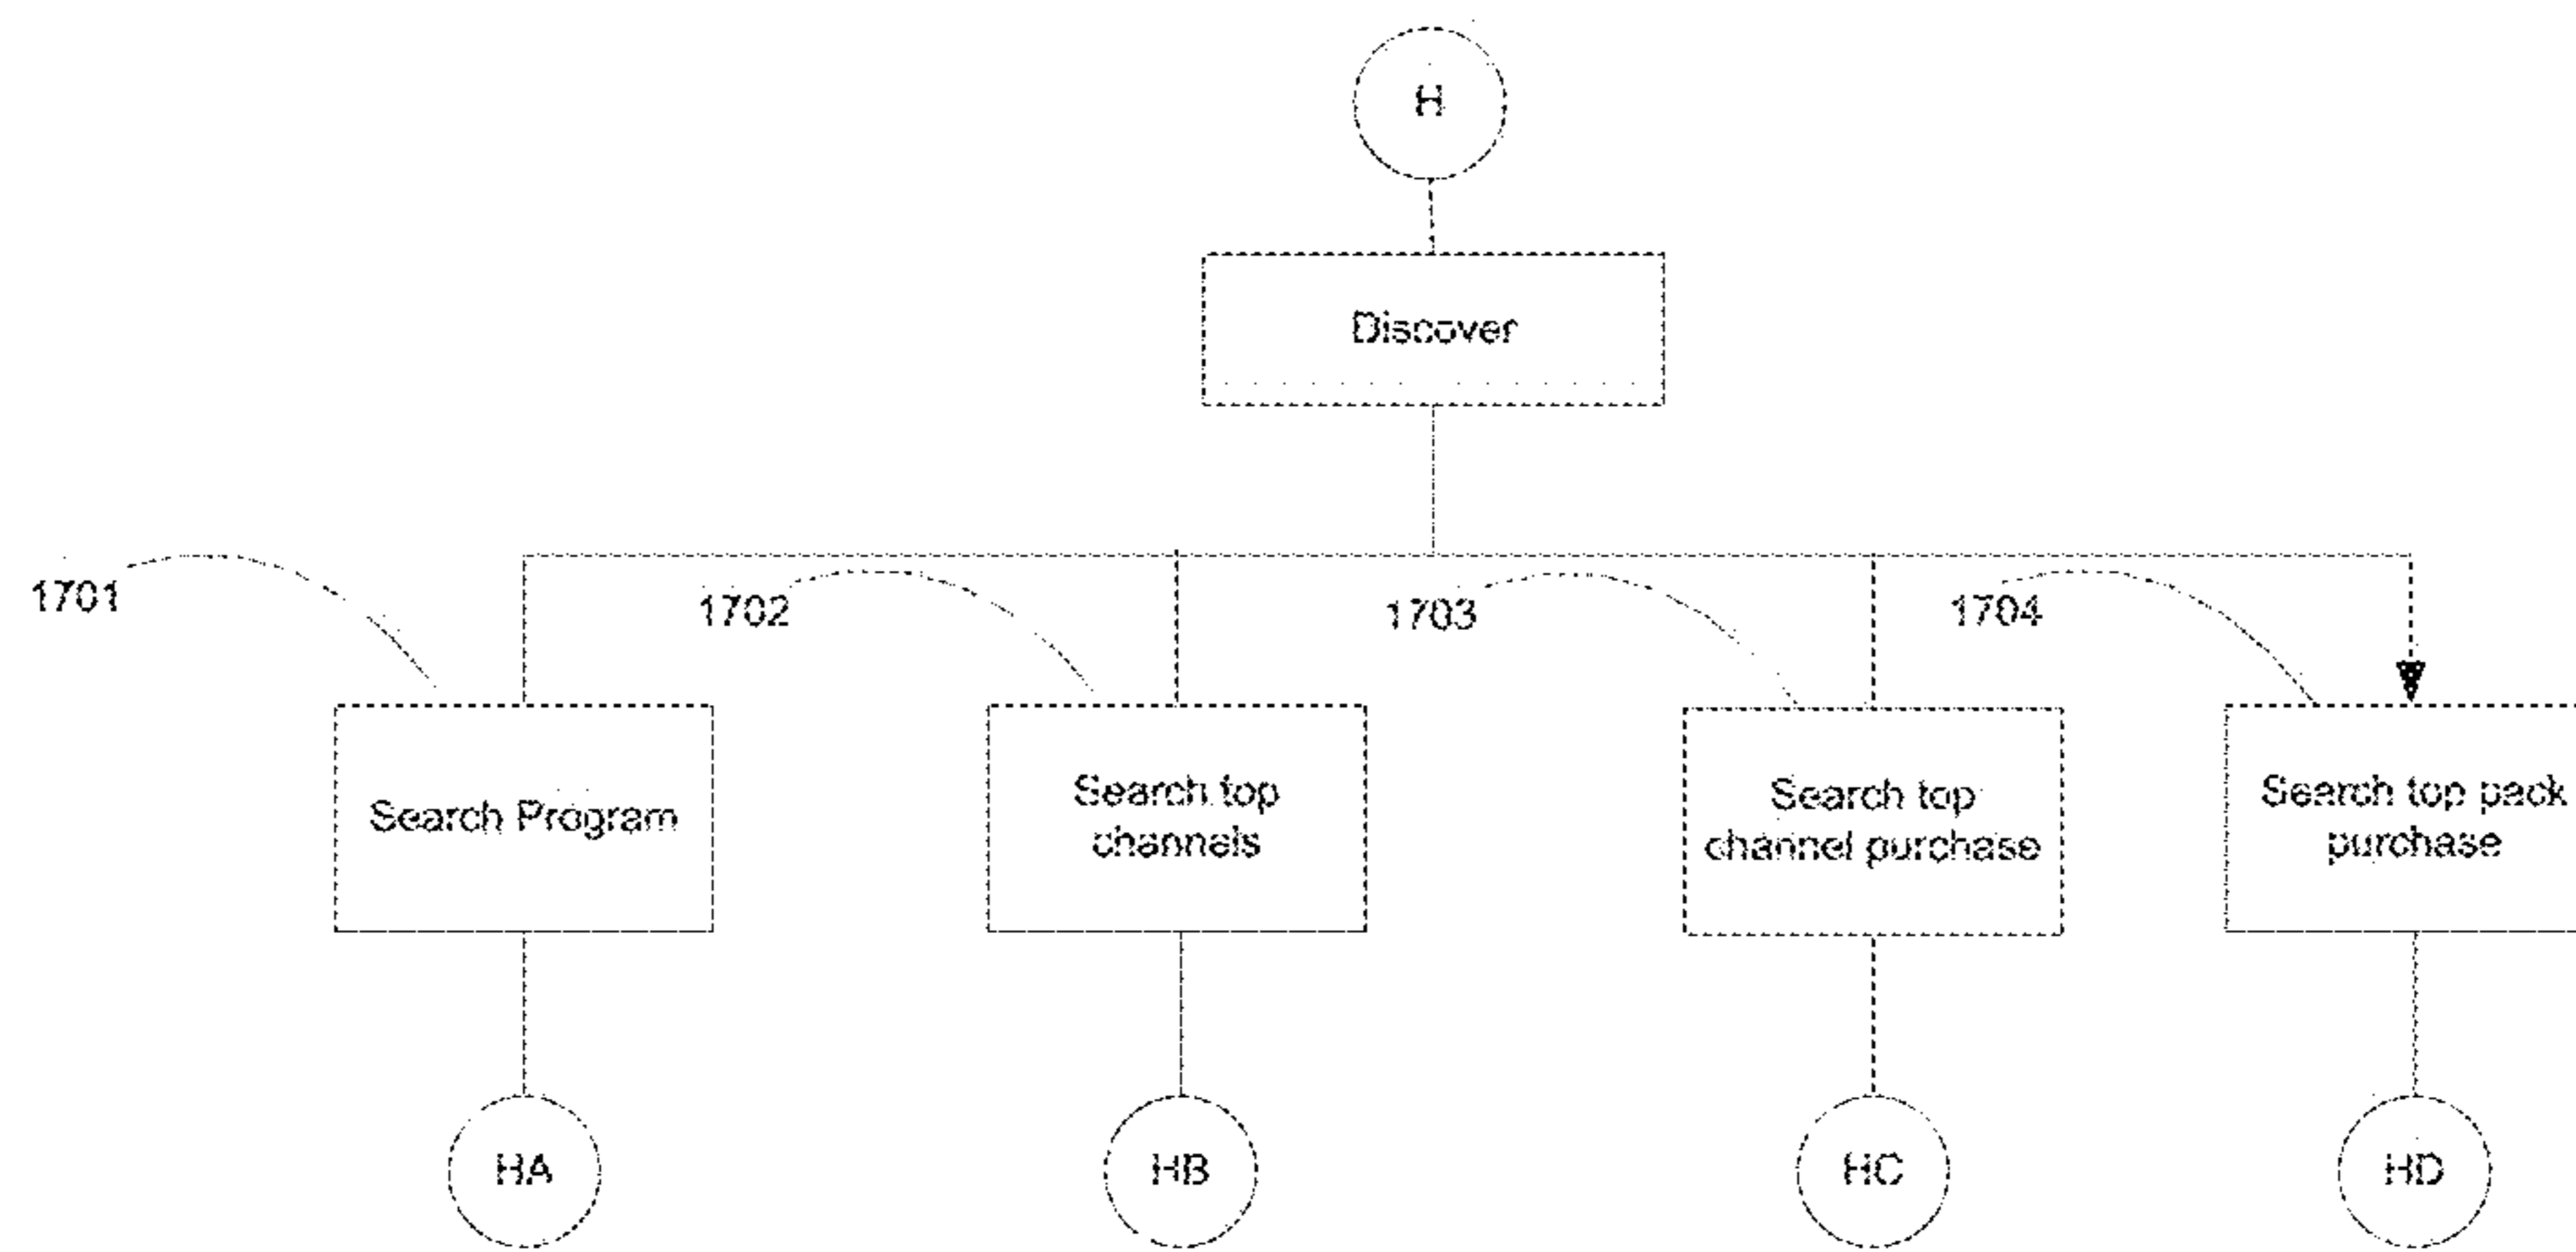 H
Discover
1701
1702
1703
1704
Search Program
Search top
channels
Search top
channel purchase
Search top pack
purchase
HA
HB
HC
HD